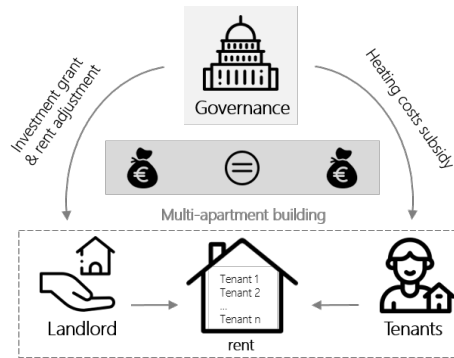 Governance
Investment grant
& rent adjustment
Heating costs subsidy
€ = €
Multi-apartment building
Tenant 1
Tenant 2
...
Tenant n
Landlord
rent
Tenants